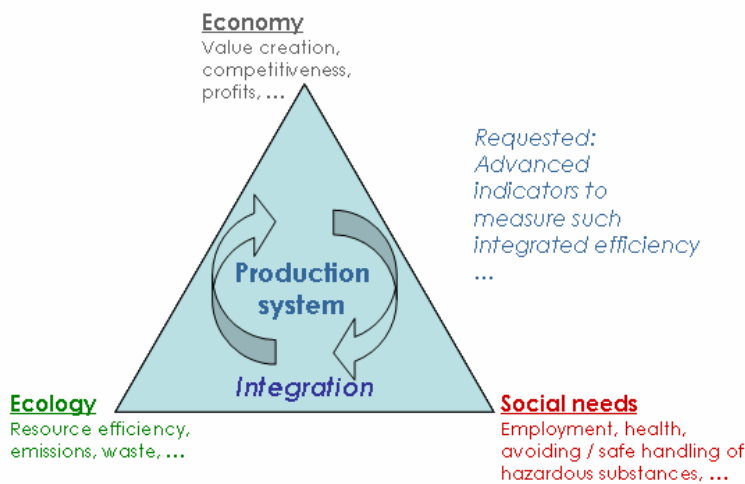 Economy
Value creation,
competitiveness,
profits, ...
Requested:
Advanced
indicators to
measure such
integrated efficiency
...
Production
system
Integration
Ecology
Resource efficiency,
emissions, waste, ...
Social needs
Employment, health,
avoiding / safe handling of
hazardous substances, ...